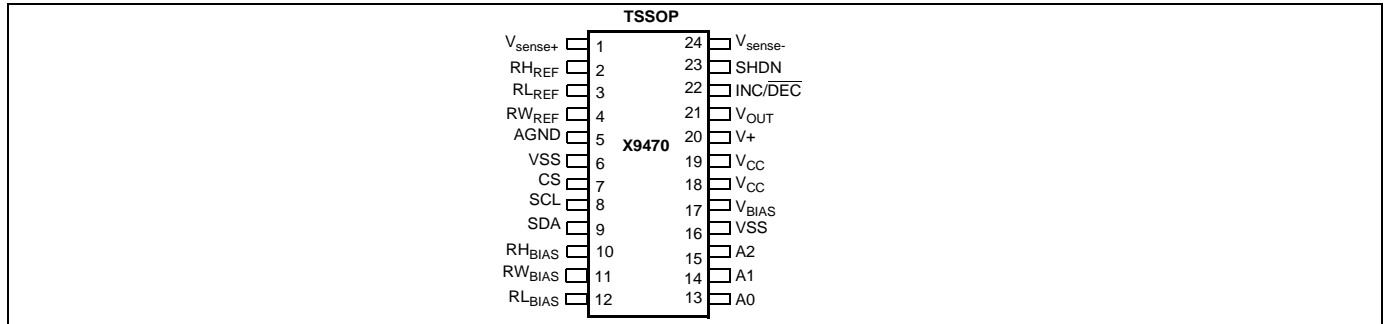 TSSOP
Vsense+ 1 24 Vsense-
RHREF 2 23 SHDN
RLREF 3 22 INC/DEC
RWREF 4 21 VOUT
AGND 5 X9470 20 V+
VSS 6 19 VCC
CS 7 18 VCC
SCL 8 17 VBIAS
SDA 9 16 VSS
RHBIAS 10 15 A2
RWBIAS 11 14 A1
RLBIAS 12 13 A0